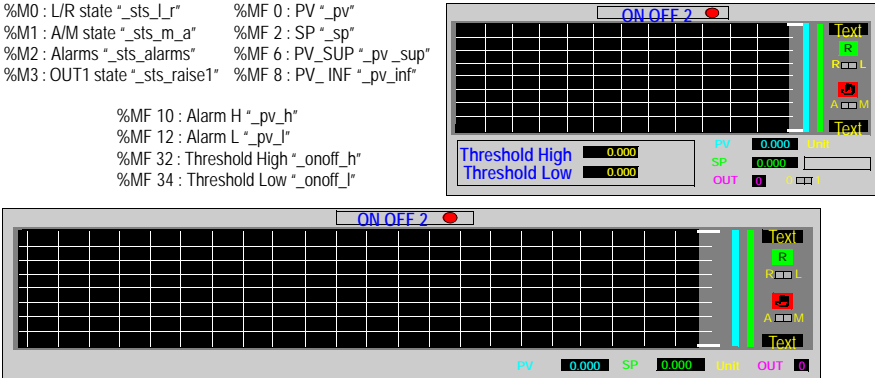 %M0 : L/R state “_sts_l_r”
%M1 : A/M state “_sts_m_a”
%M2 : Alarms “_sts_alarms”
%M3 : OUT1 state “_sts_raise1”
%MF 0 : PV “_pv”
%MF 2 : SP “_sp”
%MF 6 : PV_SUP “_pv _sup”
%MF 8 : PV_ INF “_pv_inf”
%MF 10 : Alarm H “_pv_h”
%MF 12 : Alarm L “_pv_l”
%MF 32 : Threshold High “_onoff_h”
%MF 34 : Threshold Low “_onoff_l”
ON OFF 2
Text
R
R L
A M
Text
Threshold High 0.000
Threshold Low 0.000
PV 0.000 Unit
SP 0.000
OUT 0 0 1
ON OFF 2
Text
R
R L
A M
Text
PV 0.000 SP 0.000 Unit OUT 0